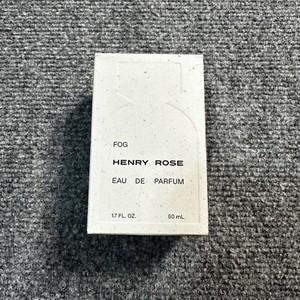 FOG
HENRY ROSE
EAU DE PARFUM
1.7 FL. OZ. 50 mL.